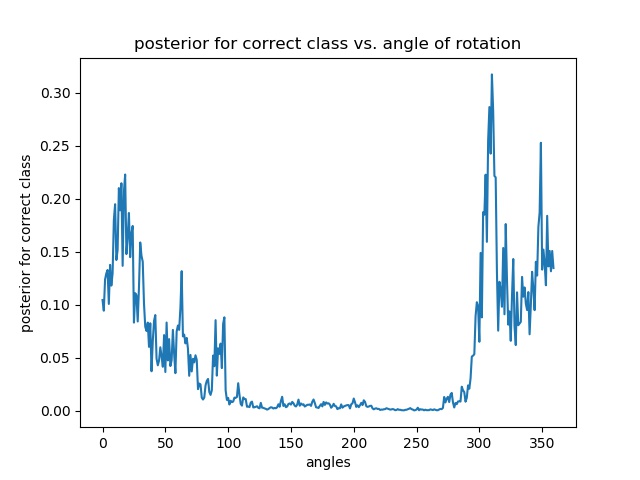 posterior for correct class vs. angle of rotation
0.30
0.25
0.20
0.15
0.10
0.05
0.00
posterior for correct class
0 50 100 150 200 250 300 350
angles